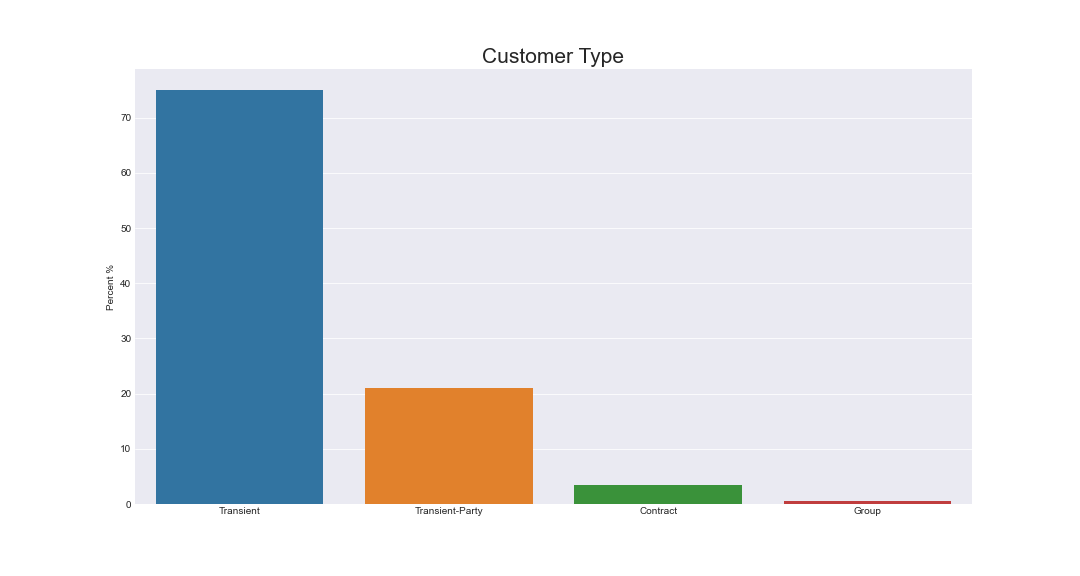 Customer Type
Percent %
70
60
50
40
30
20
10
0
Transient
Transient-Party
Contract
Group